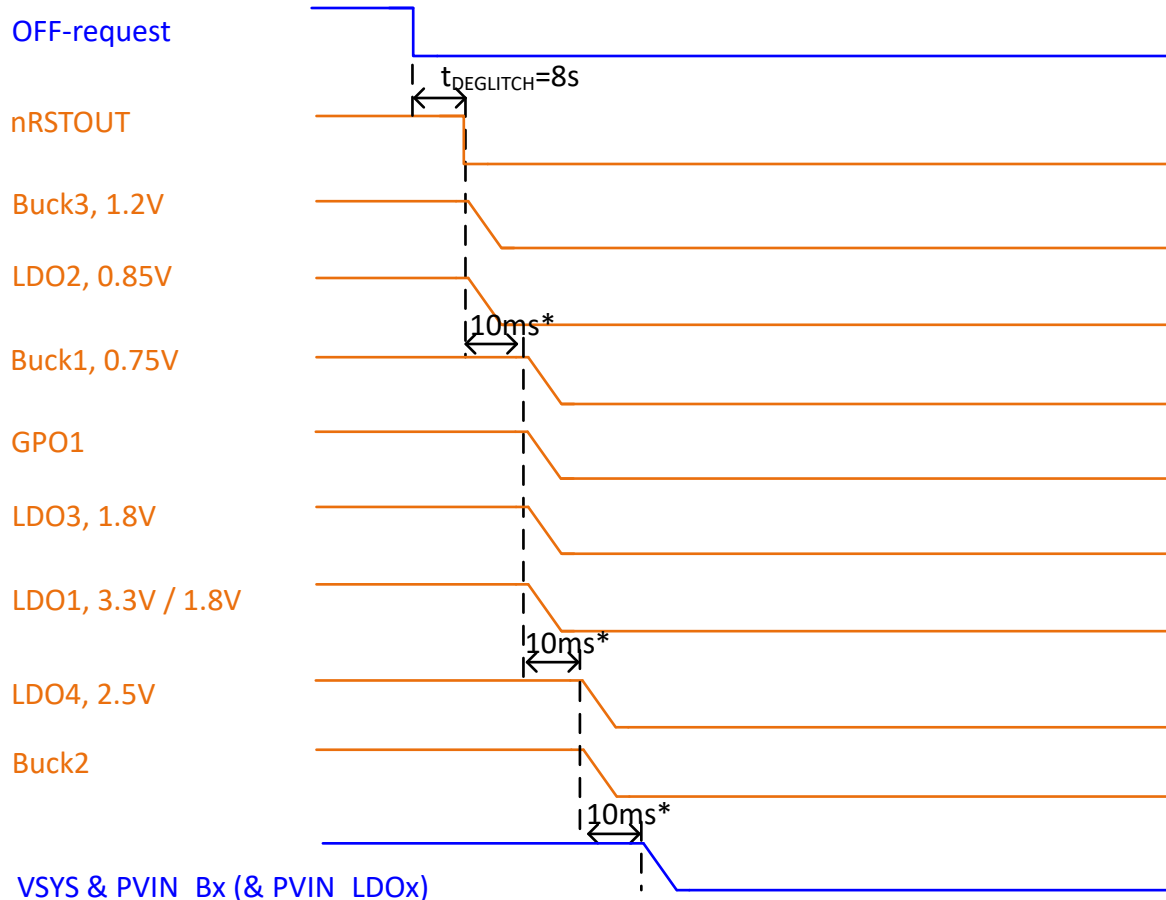 OFF-request
tDEGLITCH=8s
nRSTOUT
Buck3, 1.2V
LDO2, 0.85V
10ms*
Buck1, 0.75V
GPO1
LDO3, 1.8V
LDO1, 3.3V / 1.8V
10ms*
LDO4, 2.5V
Buck2
10ms*
VSYS & PVIN Bx (& PVIN LDOx)